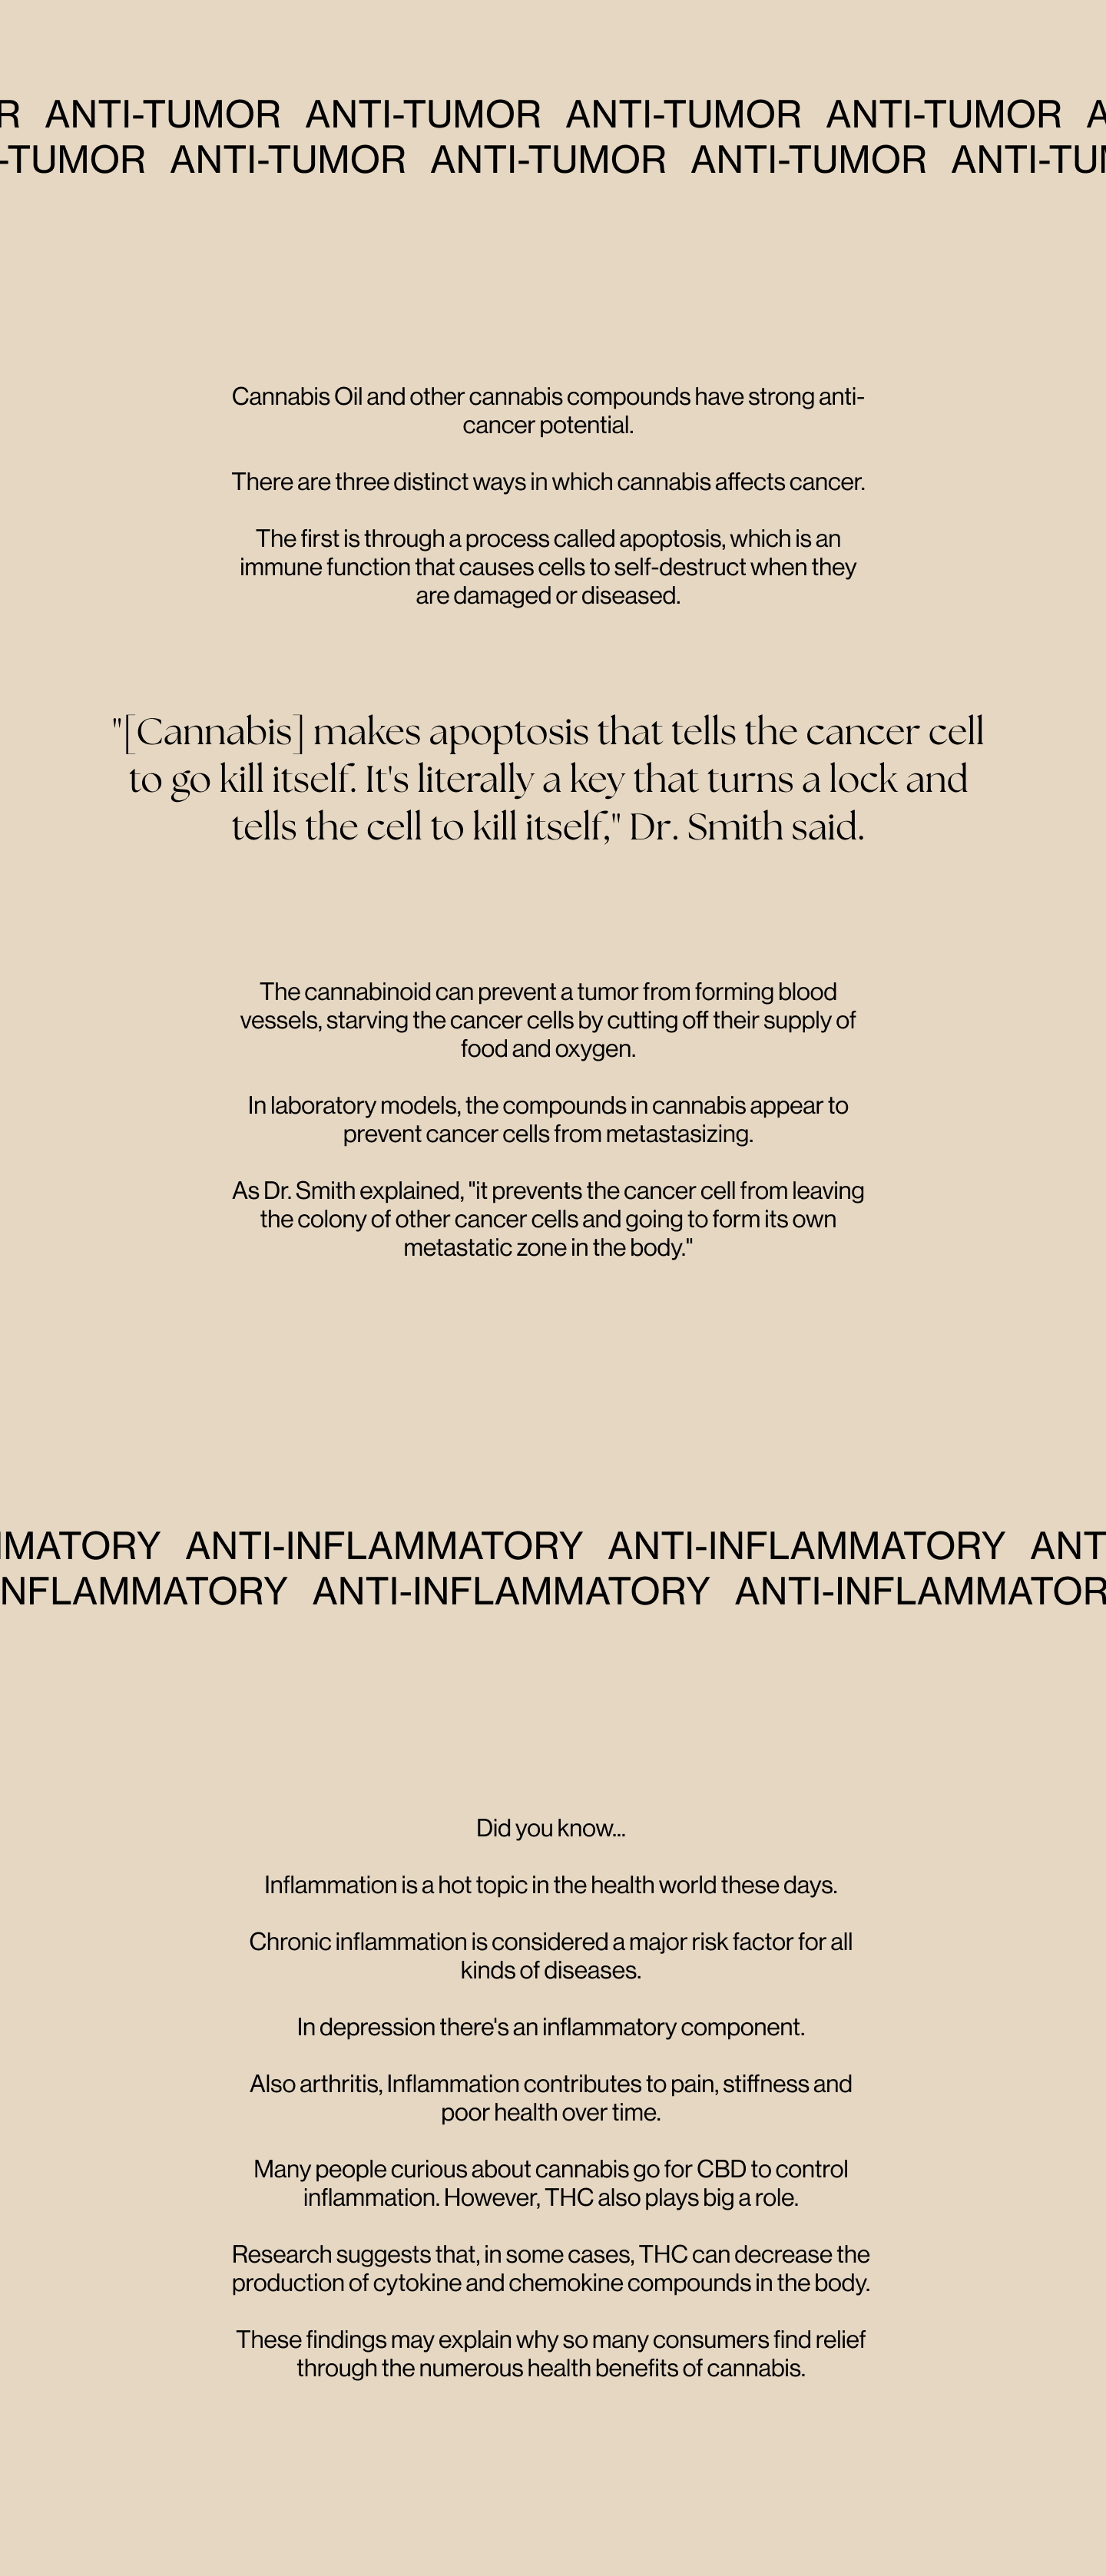 R ANTI-TUMOR ANTI-TUMOR ANTI-TUMOR ANTI-TUMOR A
-TUMOR ANTI-TUMOR ANTI-TUMOR ANTI-TUMOR ANTI-TUM
Cannabis Oil and other cannabis compounds have strong anti-
cancer potential.
There are three distinct ways in which cannabis affects cancer.
The first is through a process called apoptosis, which is an
immune function that causes cells to self-destruct when they
are damaged or diseased.
"[Cannabis] makes apoptosis that tells the cancer cell
to go kill itself. It's literally a key that turns a lock and
tells the cell to kill itself," Dr. Smith said.
The cannabinoid can prevent a tumor from forming blood
vessels, starving the cancer cells by cutting off their supply of
food and oxygen.
In laboratory models, the compounds in cannabis appear to
prevent cancer cells from metastasizing.
As Dr. Smith explained, "it prevents the cancer cell from leaving
the colony of other cancer cells and going to form its own
metastatic zone in the body."
MMATORY ANTI-INFLAMMATORY ANTI-INFLAMMATORY ANT
INFLAMMATORY ANTI-INFLAMMATORY ANTI-INFLAMMATOR
Did you know...
Inflammation is a hot topic in the health world these days.
Chronic inflammation is considered a major risk factor for all
kinds of diseases.
In depression there's an inflammatory component.
Also arthritis, Inflammation contributes to pain, stiffness and
poor health over time.
Many people curious about cannabis go for CBD to control
inflammation. However, THC also plays big a role.
Research suggests that, in some cases, THC can decrease the
production of cytokine and chemokine compounds in the body.
These findings may explain why so many consumers find relief
through the numerous health benefits of cannabis.